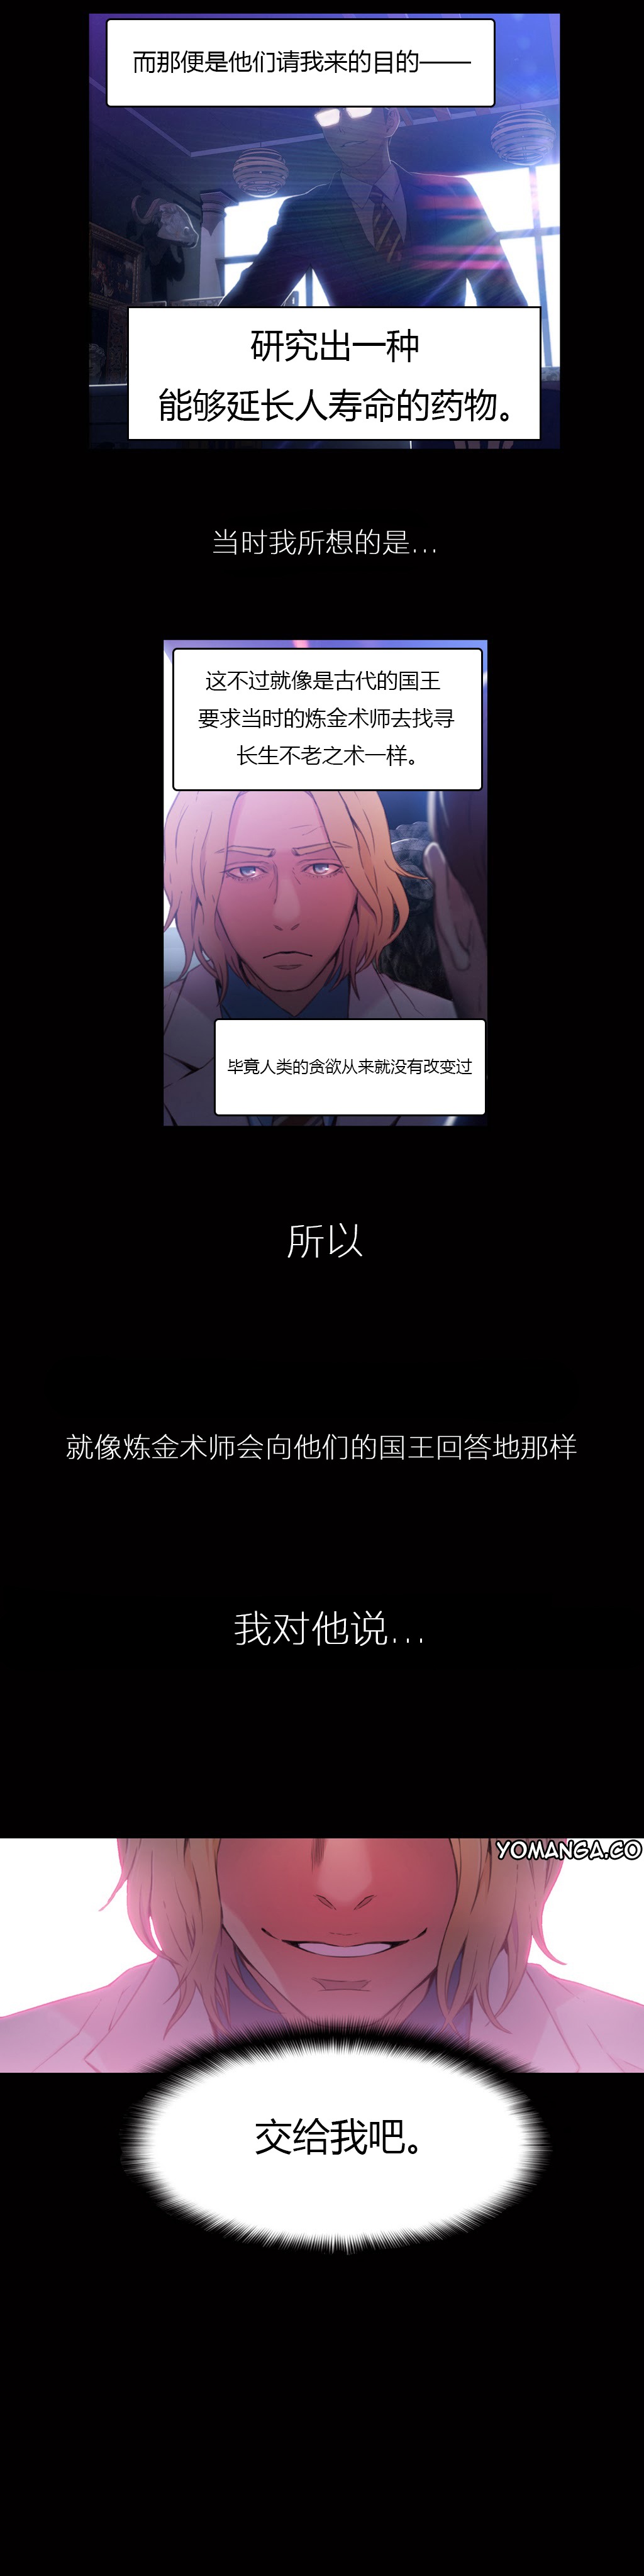 而那便是他们请我来的目的——
研究出一种
能够延长人寿命的药物。
当时我所想的是...
这不过就像是古代的国王
要求当时的炼金术师去找寻
长生不老之术一样。
毕竟人类的贪欲从来就没有改变过
所以
就像炼金术师会向他们的国王回答地那样
我对他说...
YOMANGA.CO
交给我吧。